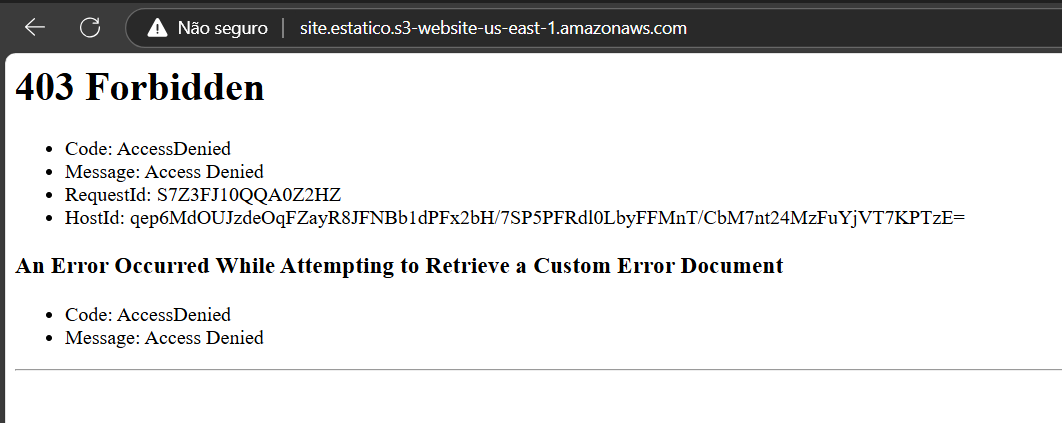 Não seguro | site.estatico.s3-website-us-east-1.amazonaws.com
403 Forbidden
• Code: AccessDenied
• Message: Access Denied
• RequestId: S7Z3FJ10QQA0Z2HZ
• HostId: qep6MdOUJzdeOqFZayR8JFNBb1dPFx2bH/7SP5PFRdl0LbyFFMnT/CbM7nt24MzFuYjVT7KPTzE=
An Error Occurred While Attempting to Retrieve a Custom Error Document
• Code: AccessDenied
• Message: Access Denied